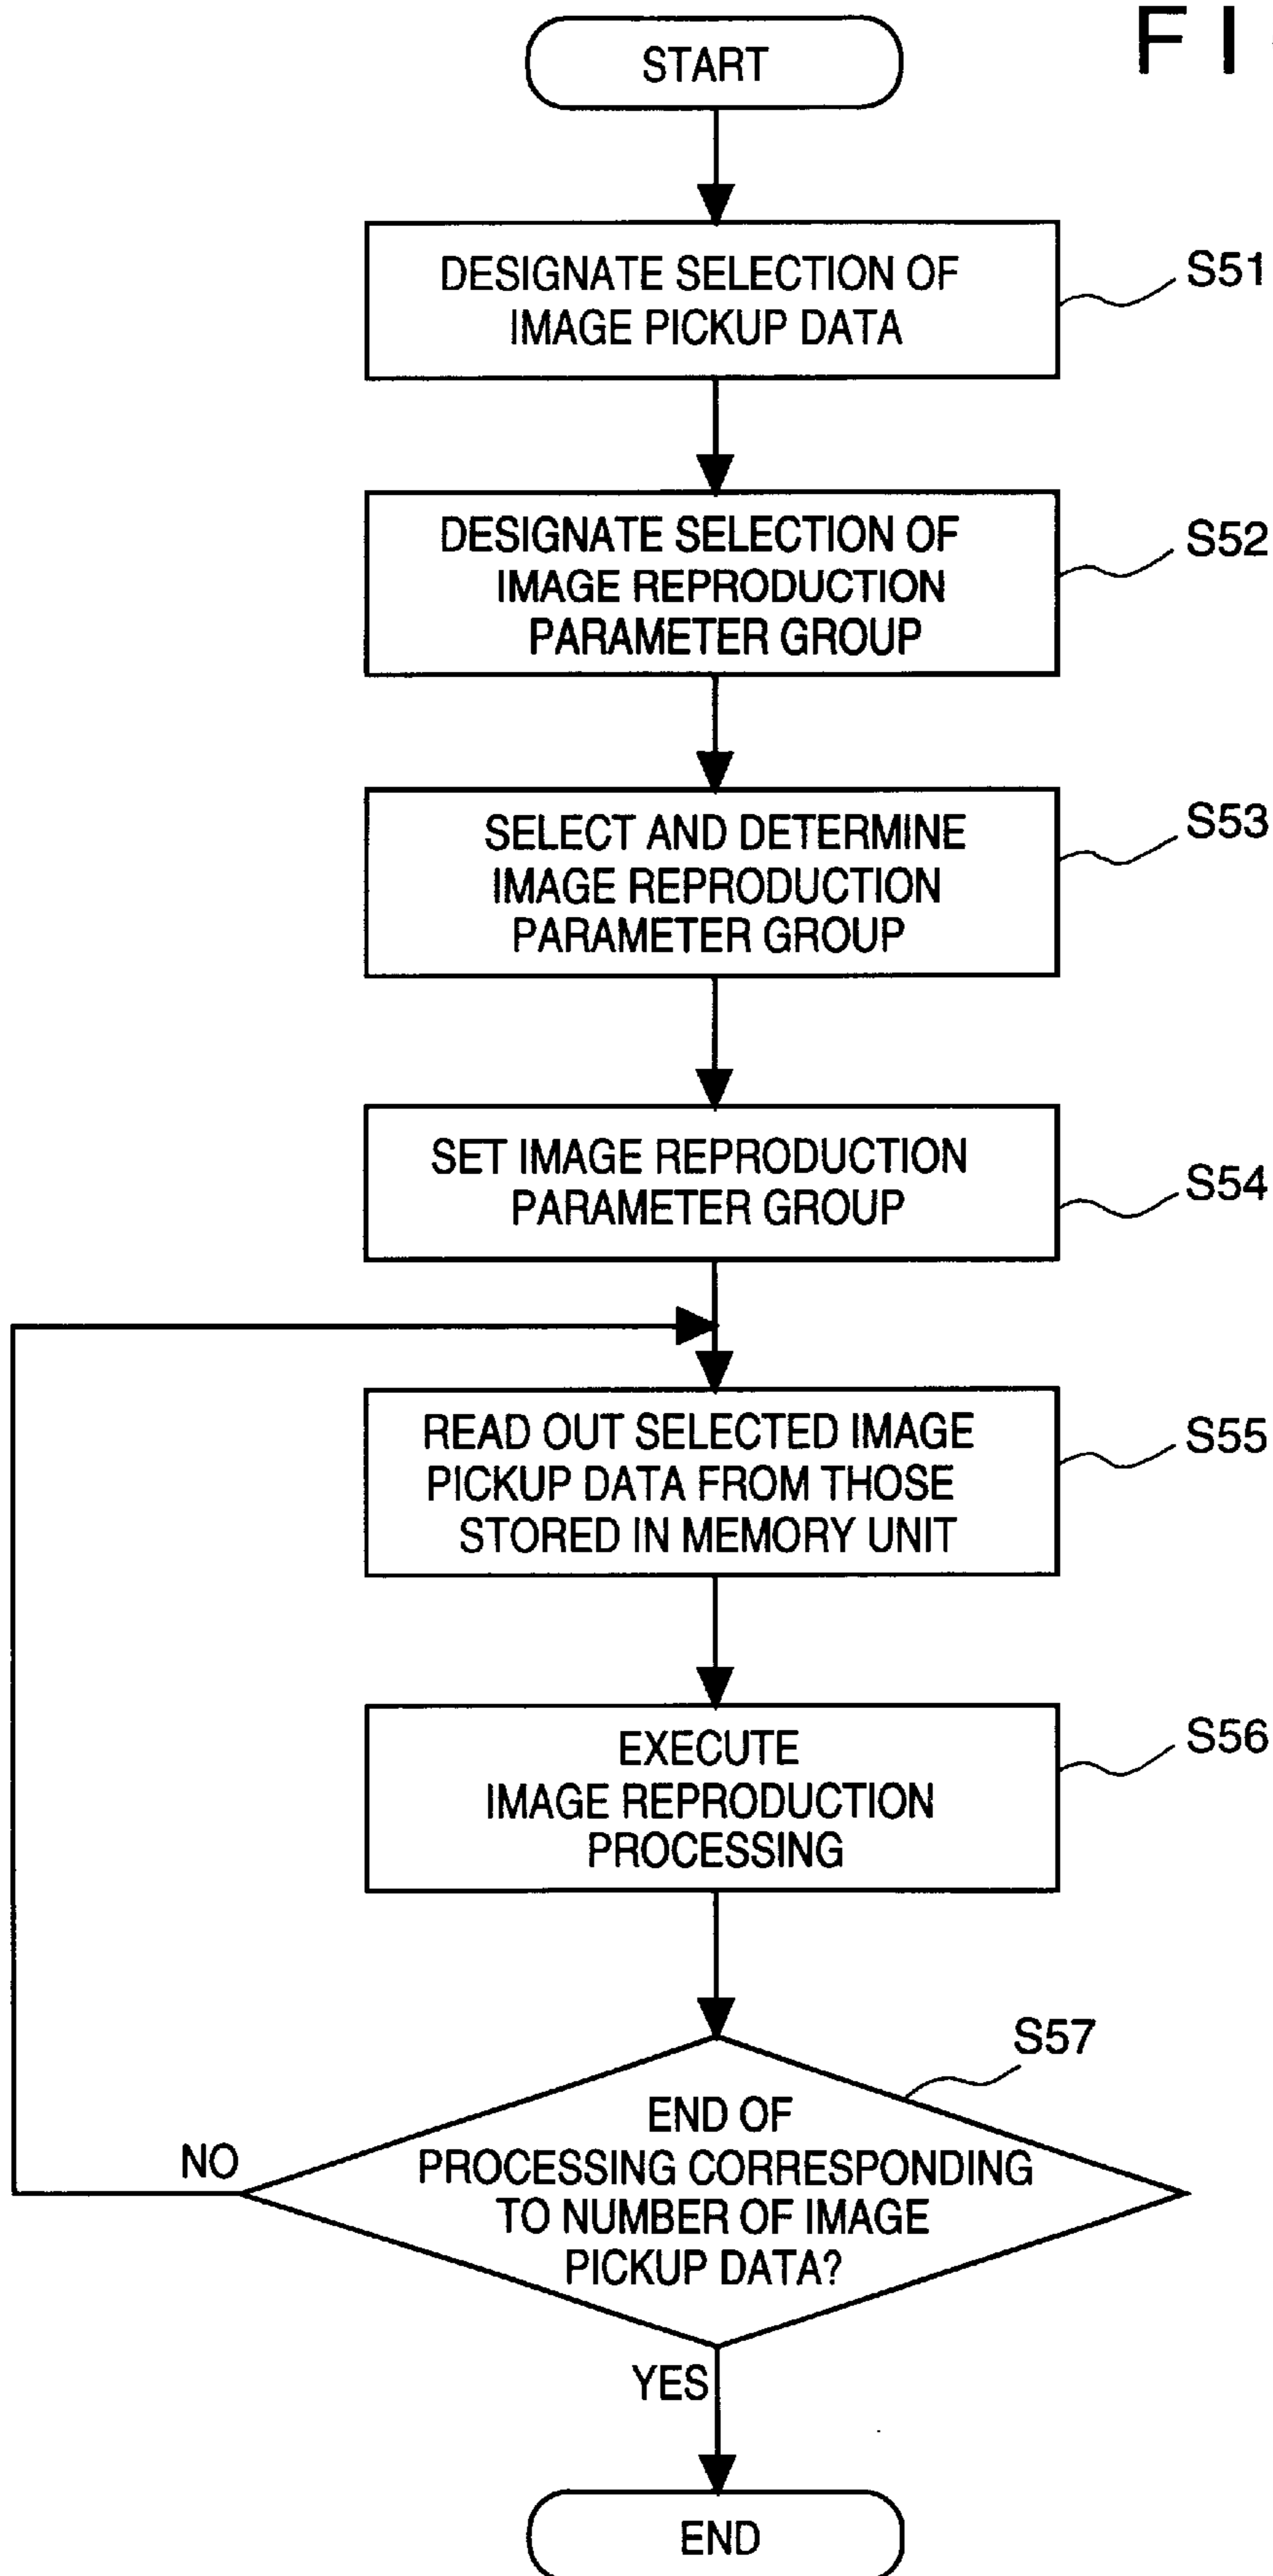 FI
START
DESIGNATE SELECTION OF
IMAGE PICKUP DATA
S51
DESIGNATE SELECTION OF
IMAGE REPRODUCTION
PARAMETER GROUP
S52
SELECT AND DETERMINE
IMAGE REPRODUCTION
PARAMETER GROUP
S53
SET IMAGE REPRODUCTION
PARAMETER GROUP
S54
READ OUT SELECTED IMAGE
PICKUP DATA FROM THOSE
STORED IN MEMORY UNIT
S55
EXECUTE
IMAGE REPRODUCTION
PROCESSING
S56
S57
END OF
PROCESSING CORRESPONDING
TO NUMBER OF IMAGE
PICKUP DATA?
NO
YES
END